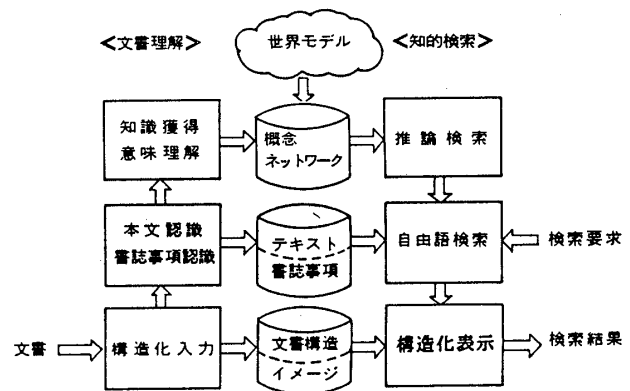 <文書理解>
世界モデル
<知的検索>
知識獲得
意味理解
概念
ネットワーク
推論検索
本文認識
書誌事項認識
テキスト
書誌事項
自由語検索
検索要求
文書
構造化入力
文書構造
イメージ
構造化表示
検索結果